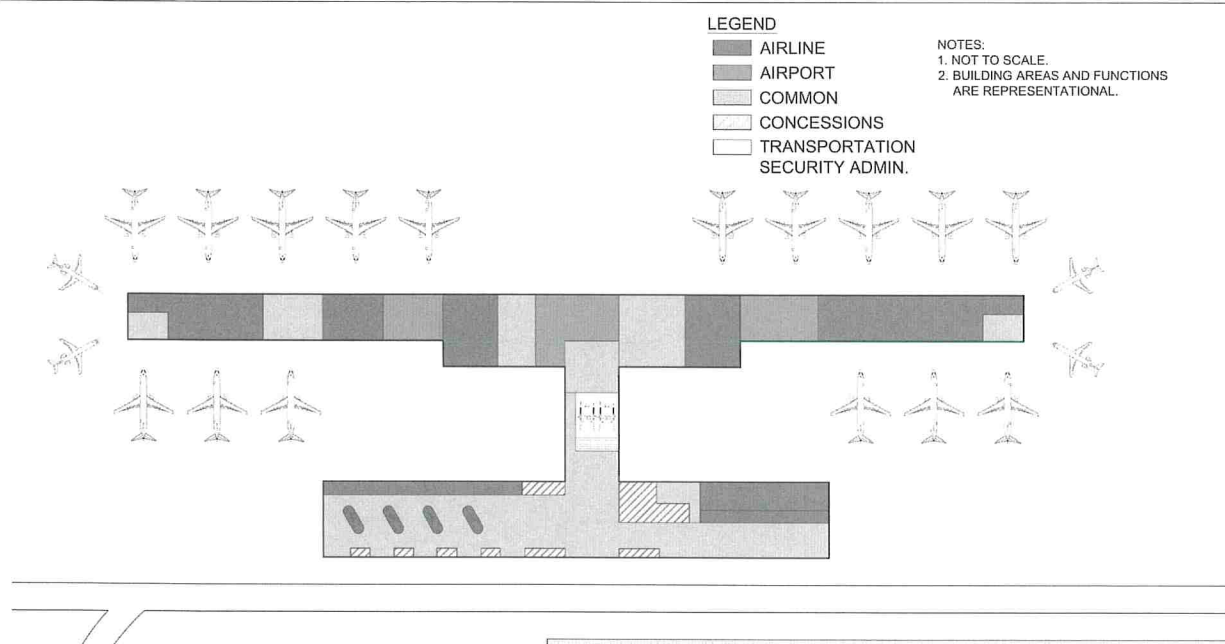 LEGEND
AIRLINE
AIRPORT
COMMON
CONCESSIONS
TRANSPORTATION
SECURITY ADMIN.
NOTES:
1. NOT TO SCALE.
2. BUILDING AREAS AND FUNCTIONS
ARE REPRESENTATIONAL.